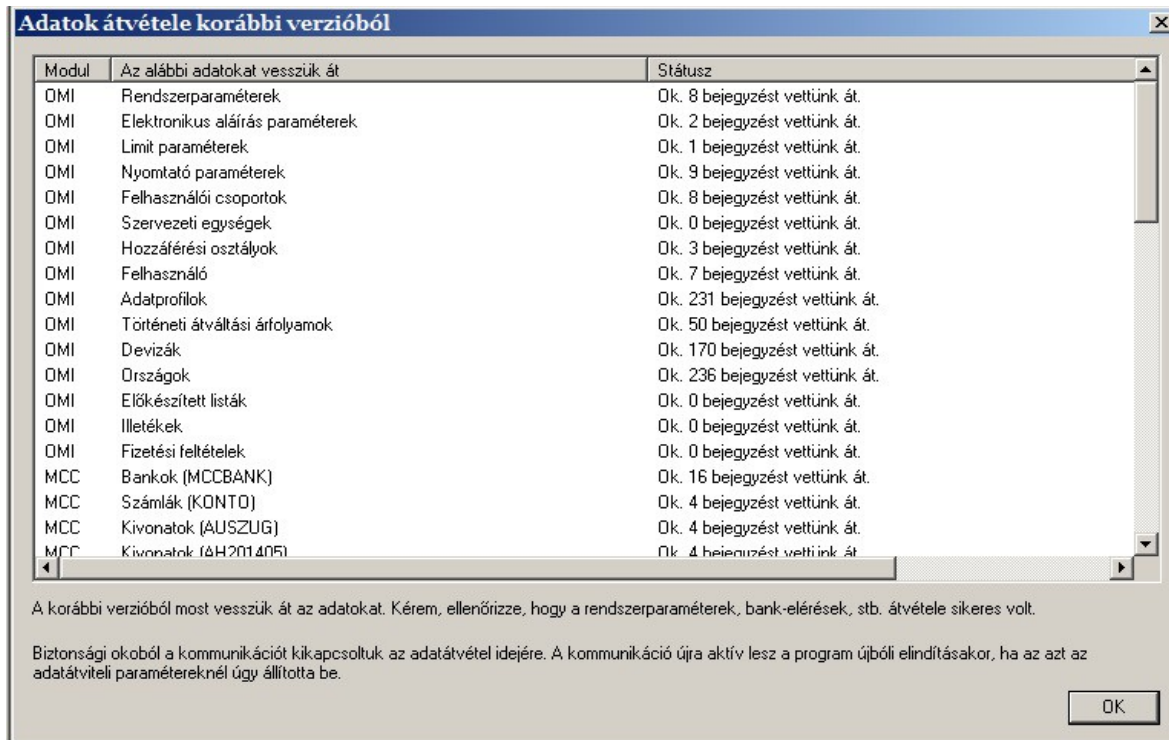 Adatok átvétele korábbi verzióból
Modul Az alábbi adatokat vesszük át Státusz
OMI Rendszerparaméterek Ok. 8 bejegyzést vettünk át.
OMI Elektronikus aláírás paraméterek Ok. 2 bejegyzést vettünk át.
OMI Limit paraméterek Ok. 1 bejegyzést vettünk át.
OMI Nyomtató paraméterek Ok. 9 bejegyzést vettünk át.
OMI Felhasználói csoportok Ok. 8 bejegyzést vettünk át.
OMI Szervezeti egységek Ok. 0 bejegyzést vettünk át.
OMI Hozzáférési osztályok Ok. 3 bejegyzést vettünk át.
OMI Felhasználó Ok. 7 bejegyzést vettünk át.
OMI Adatprofilok Ok. 231 bejegyzést vettünk át.
OMI Történeti átváltási árfolyamok Ok. 50 bejegyzést vettünk át.
OMI Devizák Ok. 170 bejegyzést vettünk át.
OMI Országok Ok. 236 bejegyzést vettünk át.
OMI Előkészített listák Ok. 0 bejegyzést vettünk át.
OMI Illetékek Ok. 0 bejegyzést vettünk át.
OMI Fizetési feltételek Ok. 0 bejegyzést vettünk át.
MCC Bankok (MCCBANK) Ok. 16 bejegyzést vettünk át.
MCC Számlák (KONTO) Ok. 4 bejegyzést vettünk át.
MCC Kivonatok (AUSZUG) Ok. 4 bejegyzést vettünk át.
MCC Kivonatok (AH201405) Ok. 4 bejegyzést vettünk át.
A korábbi verzióból most vesszük át az adatokat. Kérem, ellenőrizze, hogy a rendszerparaméterek, bank-elérések, stb. átvétele sikeres volt.
Biztonsági okoból a kommunikációt kikapcsoltuk az adatátvétel idejére. A kommunikáció újra aktív lesz a program újbóli elindításakor, ha az azt az
adatátviteli paramétereknél úgy állította be.
OK